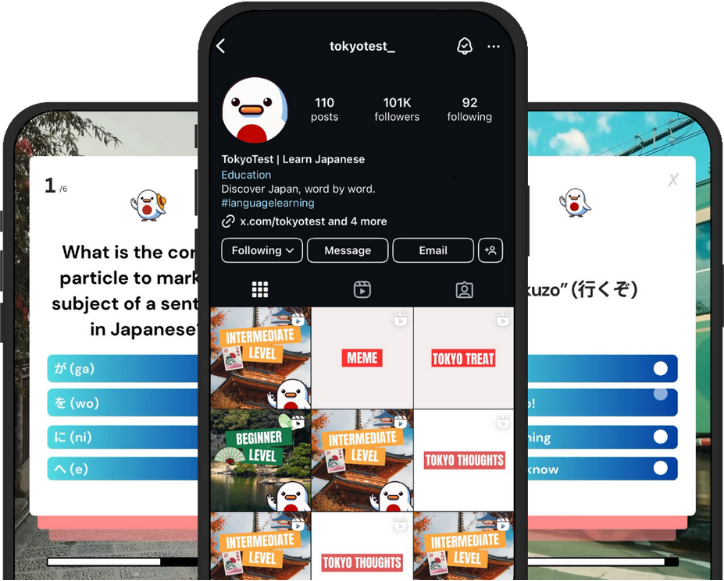 1 /6
What is the cor
particle to mark
subject of a sent
in Japanese?
が (ga)
を (wo)
に (ni)
へ (e)
tokyotest_
110
posts
101K
followers
92
following
TokyoTest | Learn Japanese
Education
Discover Japan, word by word.
#languagelearning
x.com/tokyotest and 4 more
Following
Message
Email
INTERMEDIATE
LEVEL
MEME
TOKYO TREAT
BEGINNER
LEVEL
INTERMEDIATE
LEVEL
TOKYO THOUGHTS
INTERMEDIATE
LEVEL
TOKYO THOUGHTS
INTERMEDIATE
LEVEL
X
kuzo” (行くぞ)
o!
ning
know